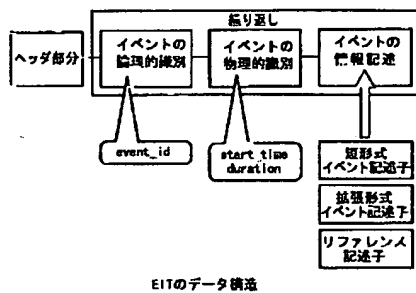 繰り返し
ヘッダ部分
イベントの
論理的識別
イベントの
物理的識別
イベントの
情報記述
event_id
start_time
duration
短形式
イベント記述子
拡張形式
イベント記述子
リファレンス
記述子
EITのデータ構造